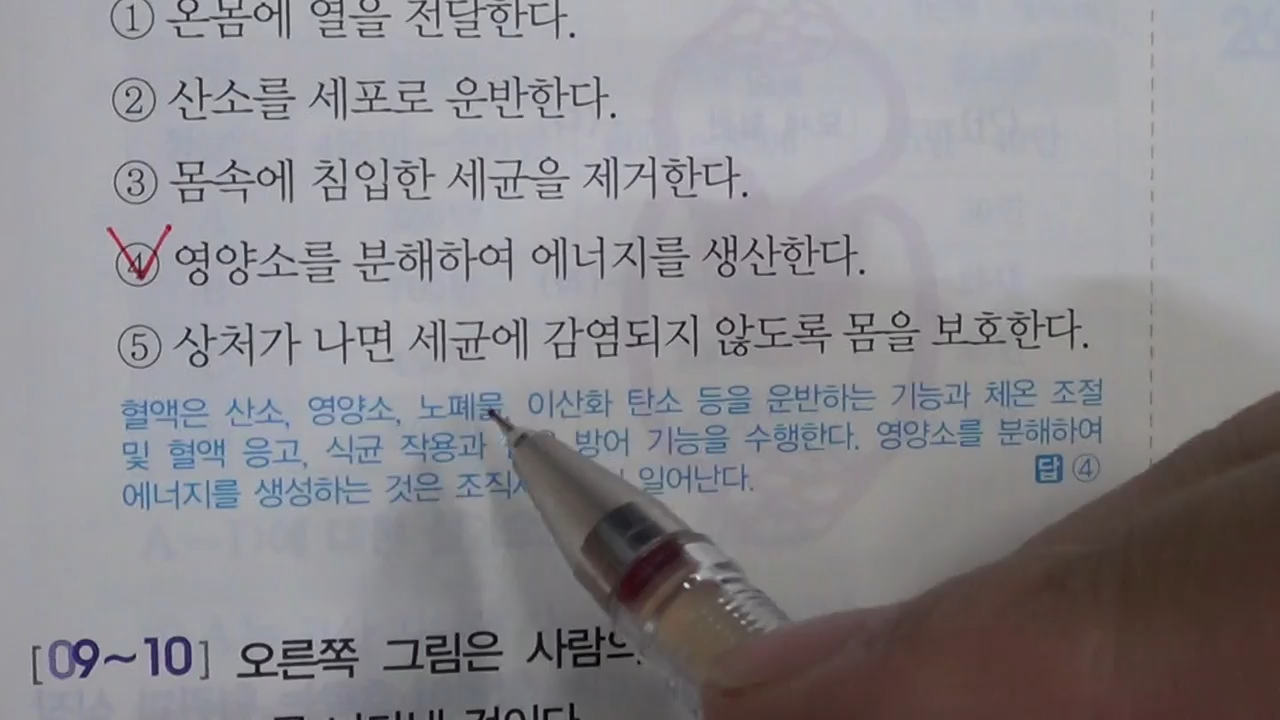 ① 온몸에 열을 전달한다.
② 산소를 세포로 운반한다.
③ 몸속에 침입한 세균을 제거한다.
④ 영양소를 분해하여 에너지를 생산한다.
⑤ 상처가 나면 세균에 감염되지 않도록 몸을 보호한다.
혈액은 산소, 영양소, 노폐물, 이산화 탄소 등을 운반하는 기능과 체온 조절
및 혈액 응고, 식균 작용과 방어 기능을 수행한다. 영양소를 분해하여
에너지를 생성하는 것은 일어난다.
답 ④
[09~10] 오른쪽 그림은
것이다